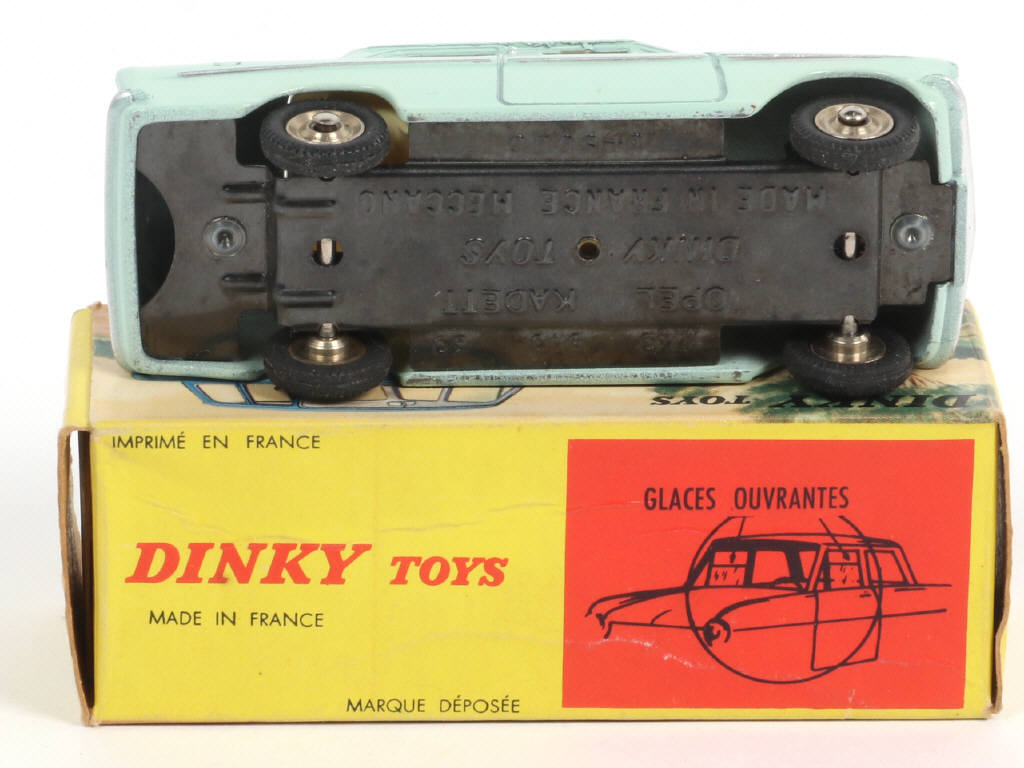 MADE IN FRANCE MECCANO
DINKY TOYS
OPEL KADETT
DINKY TOYS
IMPRIMÉ EN FRANCE
GLACES OUVRANTES
DINKY TOYS
MADE IN FRANCE
MARQUE DÉPOSÉE